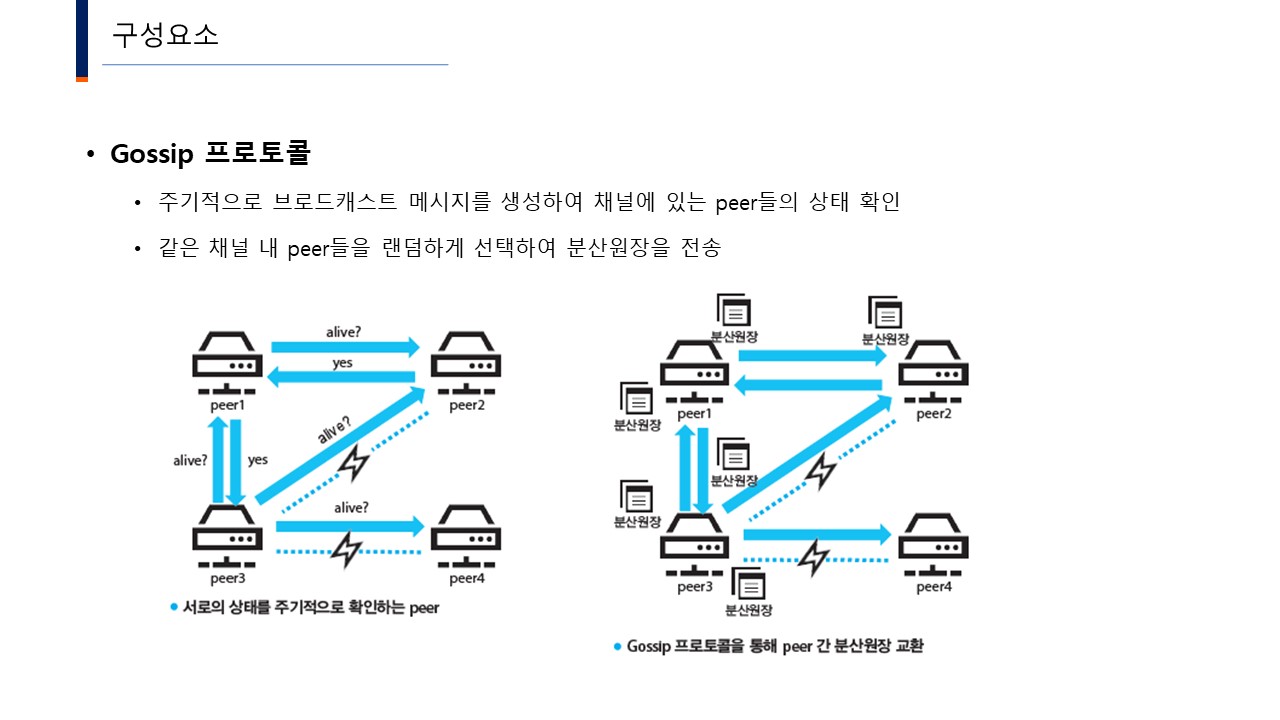 구성요소
• Gossip 프로토콜
• 주기적으로 브로드캐스트 메시지를 생성하여 채널에 있는 peer들의 상태 확인
• 같은 채널 내 peer들을 랜덤하게 선택하여 분산원장을 전송
alive?
yes
peer1
peer2
alive?
alive?
yes
alive?
peer3
peer4
• 서로의 상태를 주기적으로 확인하는 peer
분산원장
분산원장
peer1
peer2
분산원장
분산원장
분산원장
peer3
peer4
분산원장
• Gossip 프로토콜을 통해 peer 간 분산원장 교환